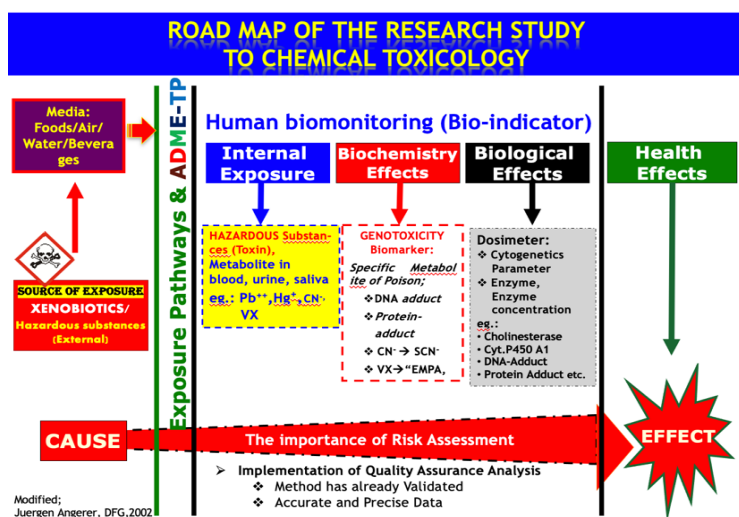 ROAD MAP OF THE RESEARCH STUDY
TO CHEMICAL TOXICOLOGY
Media:
Foods/Air/
Water/Bevera
ges
SOURCE OF EXPOSURE
XENOBIOTICS/
Hazardous substances
(External)
Exposure Pathways & ADME-TP
Human biomonitoring (Bio-indicator)
Internal
Exposure
HAZARDOUS Substan-
ces (Toxin),
Metabolite in
blood, urine, saliva
eg.: Pb++,Hg±,CN-,
VX
Biochemistry
Effects
GENOTOXICITY
Biomarker:
Specific Metabol
ite of Poison;
❖DNA adduct
❖Protein-
adduct
❖ CN- → SCN-
❖ VX→“EMPA,
Biological
Effects
Dosimeter:
❖ Cytogenetics
Parameter
❖ Enzyme,
Enzyme
concentration
eg.:
• Cholinesterase
• Cyt.P450 A1
• DNA-Adduct
• Protein Adduct etc.
Health
Effects
CAUSE
The importance of Risk Assessment
EFFECT
➢ Implementation of Quality Assurance Analysis
❖ Method has already Validated
❖ Accurate and Precise Data
Modified;
Juergen Angerer, DFG,2002